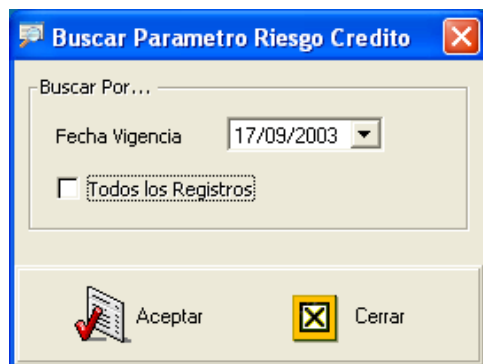 Buscar Parametro Riesgo Credito
Buscar Por...
Fecha Vigencia 17/09/2003
Todos los Registros
Aceptar Cerrar